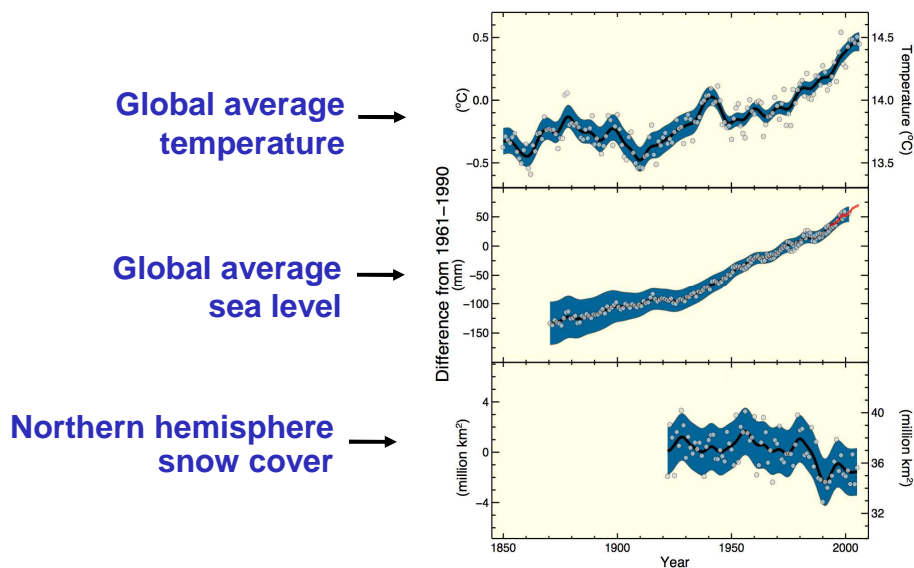 Global average
temperature
Global average
sea level
Northern hemisphere
snow cover
Difference from 1961–1990
(°C)
0.5
0.0
−0.5
14.5
14.0
13.5
Temperature (°C)
(mm)
50
0
−50
−100
−150
(million km²)
4
0
−4
40
36
32
(million km²)
1850
1900
1950
2000
Year